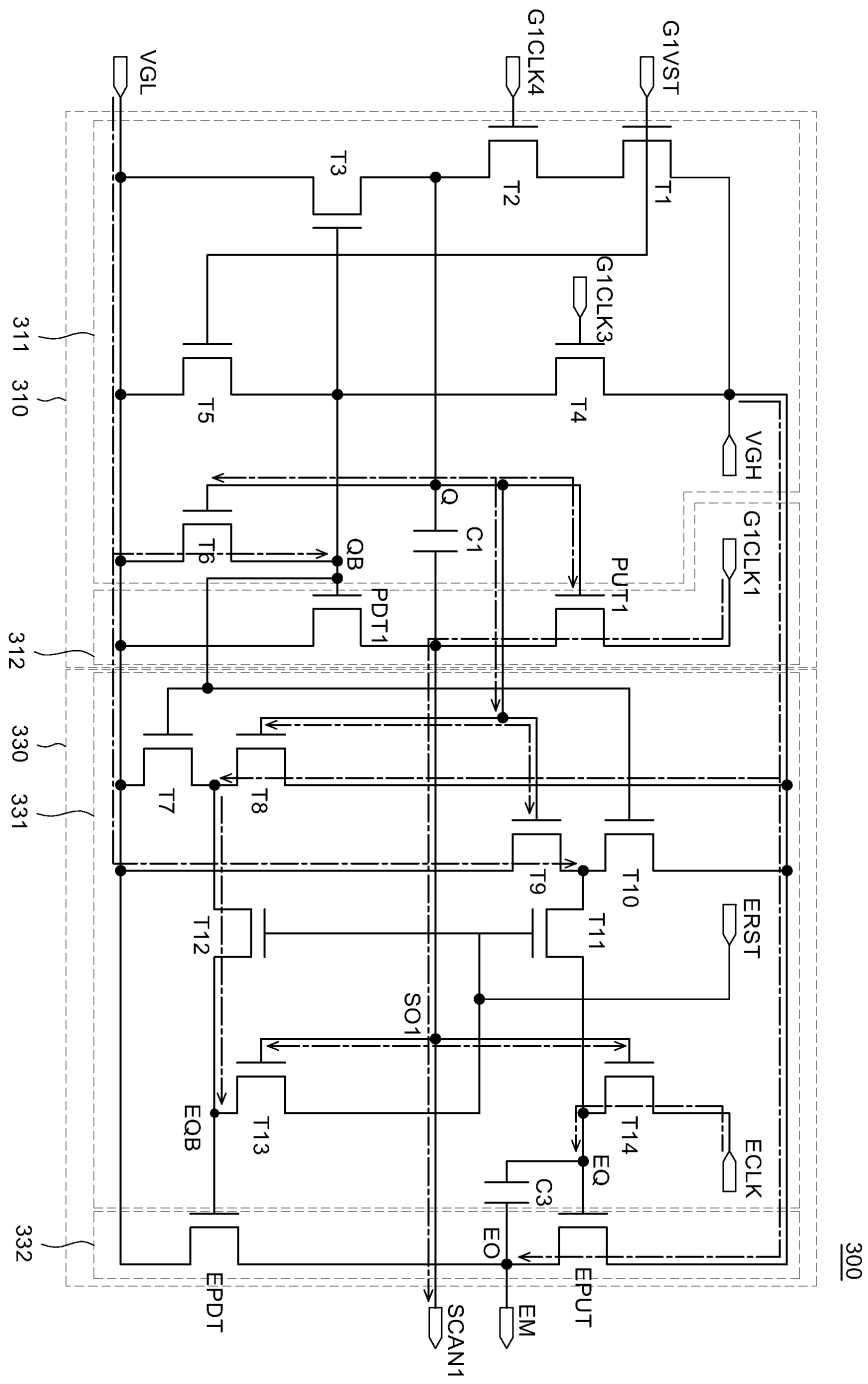 300
G1VST
G1CLK4
VGL
T1
T2
T3
G1CLK3
T4
T5
VGH
G1CLK1
Q
C1
QB
T6
PUT1
PDT1
T7
T8
T9
T10
T11
T12
ERST
SO1
T13
T14
ECLK
EQB
EQ
C3
EO
EPUT
EPDT
EM
SCAN1
311
310
312
330
331
332